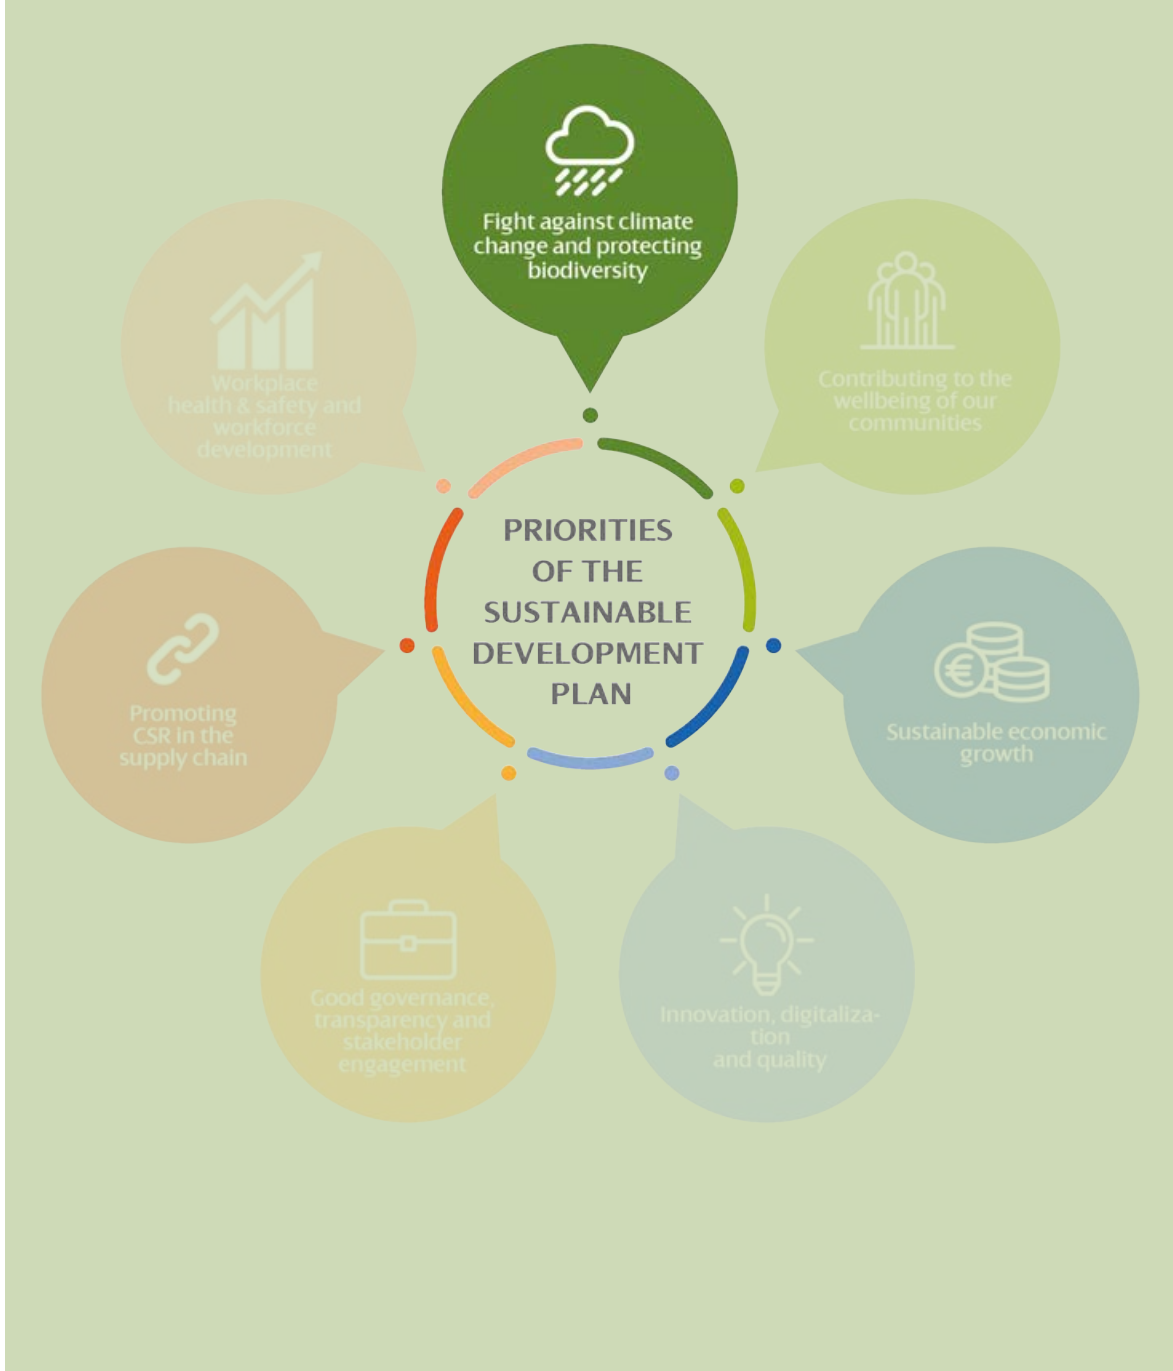 Fight against climate
change and protecting
biodiversity
Contributing to the
wellbeing of our
communities
Sustainable economic
growth
Innovation, digitaliza-
tion
and quality
Good governance,
transparency and
stakeholder
engagement
Promoting
CSR in the
supply chain
Workplace
health & safety and
workforce
development
PRIORITIES
OF THE
SUSTAINABLE
DEVELOPMENT
PLAN